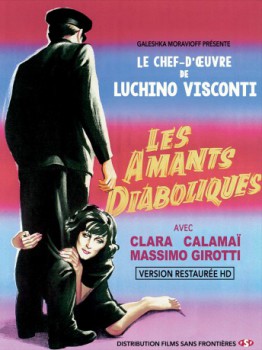 GALESHKA MORAVIOFF PRÉSENTE
LE CHEF-D'ŒUVRE
DE
LUCHINO VISCONTI
LES
AMANTS
DIABOLIQUES
AVEC
CLARA CALAMAÏ
MASSIMO GIROTTI
VERSION RESTAURÉE HD
DISTRIBUTION FILMS SANS FRONTIÈRES